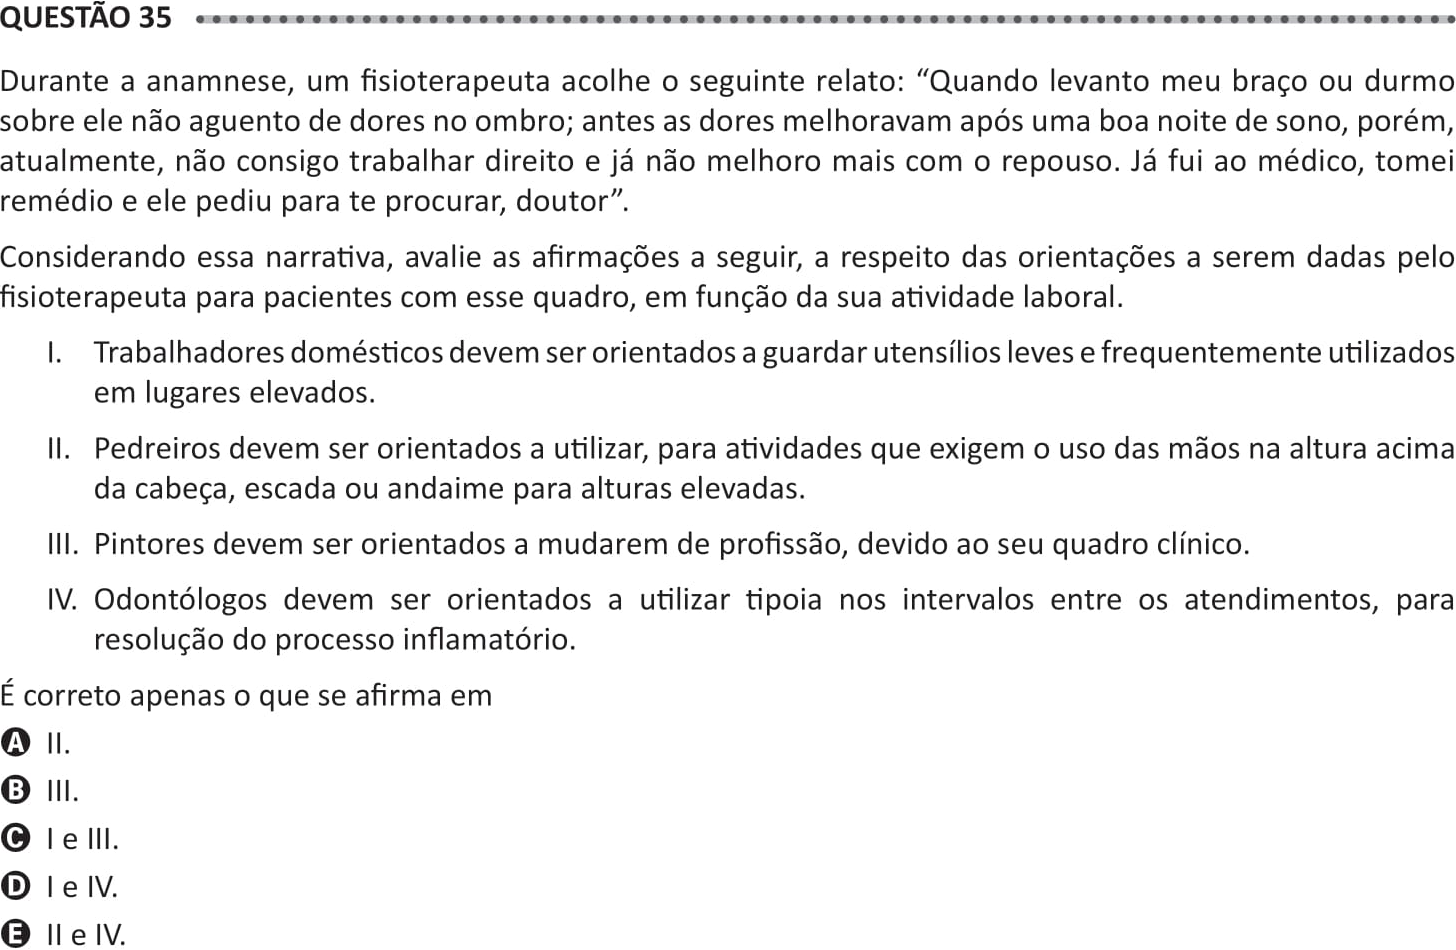 QUESTÃO 35
Durante a anamnese, um fisioterapeuta acolhe o seguinte relato: “Quando levanto meu braço ou durmo
sobre ele não aguento de dores no ombro; antes as dores melhoravam após uma boa noite de sono, porém,
atualmente, não consigo trabalhar direito e já não melhoro mais com o repouso. Já fui ao médico, tomei
remédio e ele pediu para te procurar, doutor”.
Considerando essa narrativa, avalie as afirmações a seguir, a respeito das orientações a serem dadas pelo
fisioterapeuta para pacientes com esse quadro, em função da sua atividade laboral.
I. Trabalhadores domésticos devem ser orientados a guardar utensílios leves e frequentemente utilizados
em lugares elevados.
II. Pedreiros devem ser orientados a utilizar, para atividades que exigem o uso das mãos na altura acima
da cabeça, escada ou andaime para alturas elevadas.
III. Pintores devem ser orientados a mudarem de profissão, devido ao seu quadro clínico.
IV. Odontólogos devem ser orientados a utilizar tipoia nos intervalos entre os atendimentos, para
resolução do processo inflamatório.
É correto apenas o que se afirma em
A II.
B III.
C I e III.
D I e IV.
E II e IV.